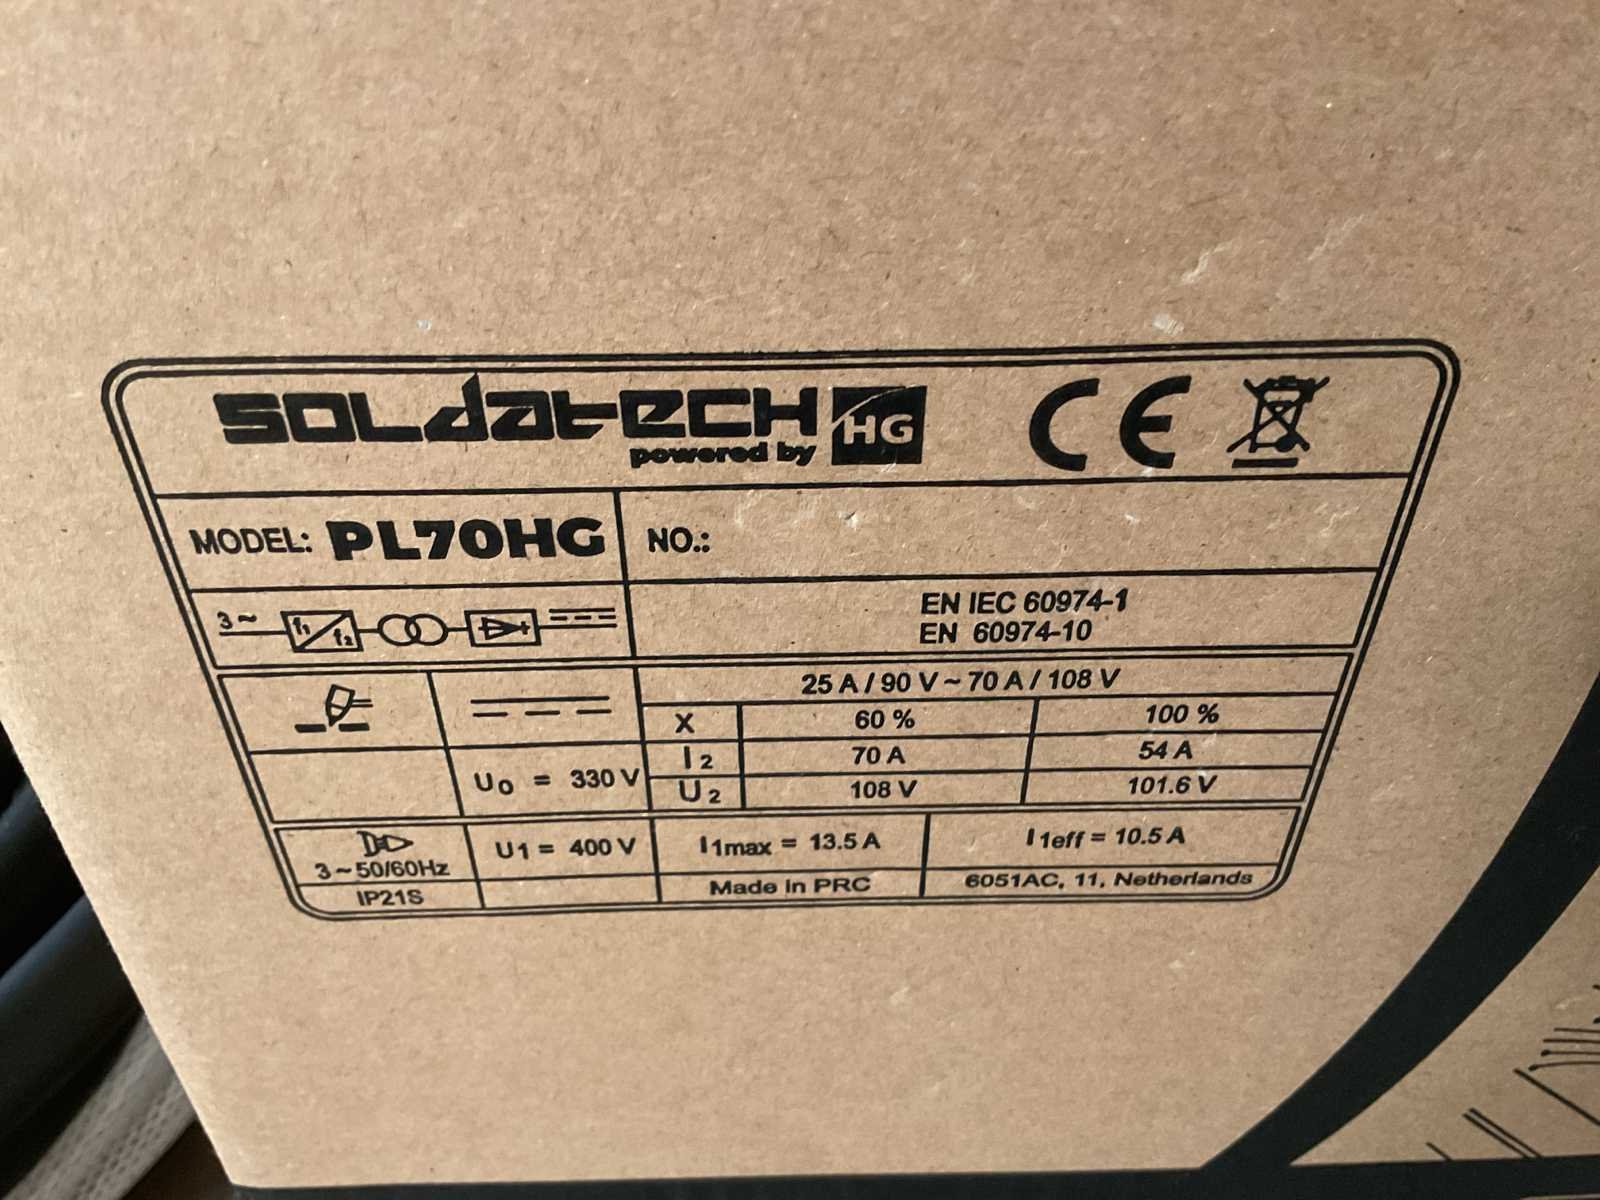 SOLDATECH
powered by HG
CE
MODEL: PL70HG
NO.:
3~ f1 f2
EN IEC 60974-1
EN 60974-10
25 A / 90 V ~ 70 A / 108 V
X 60 % 100 %
I2 70 A 54 A
U0 = 330 V
U2 108 V 101.6 V
3~50/60Hz
U1 = 400 V
I1max = 13.5 A
I1eff = 10.5 A
IP21S
Made in PRC
6051AC, 11, Netherlands